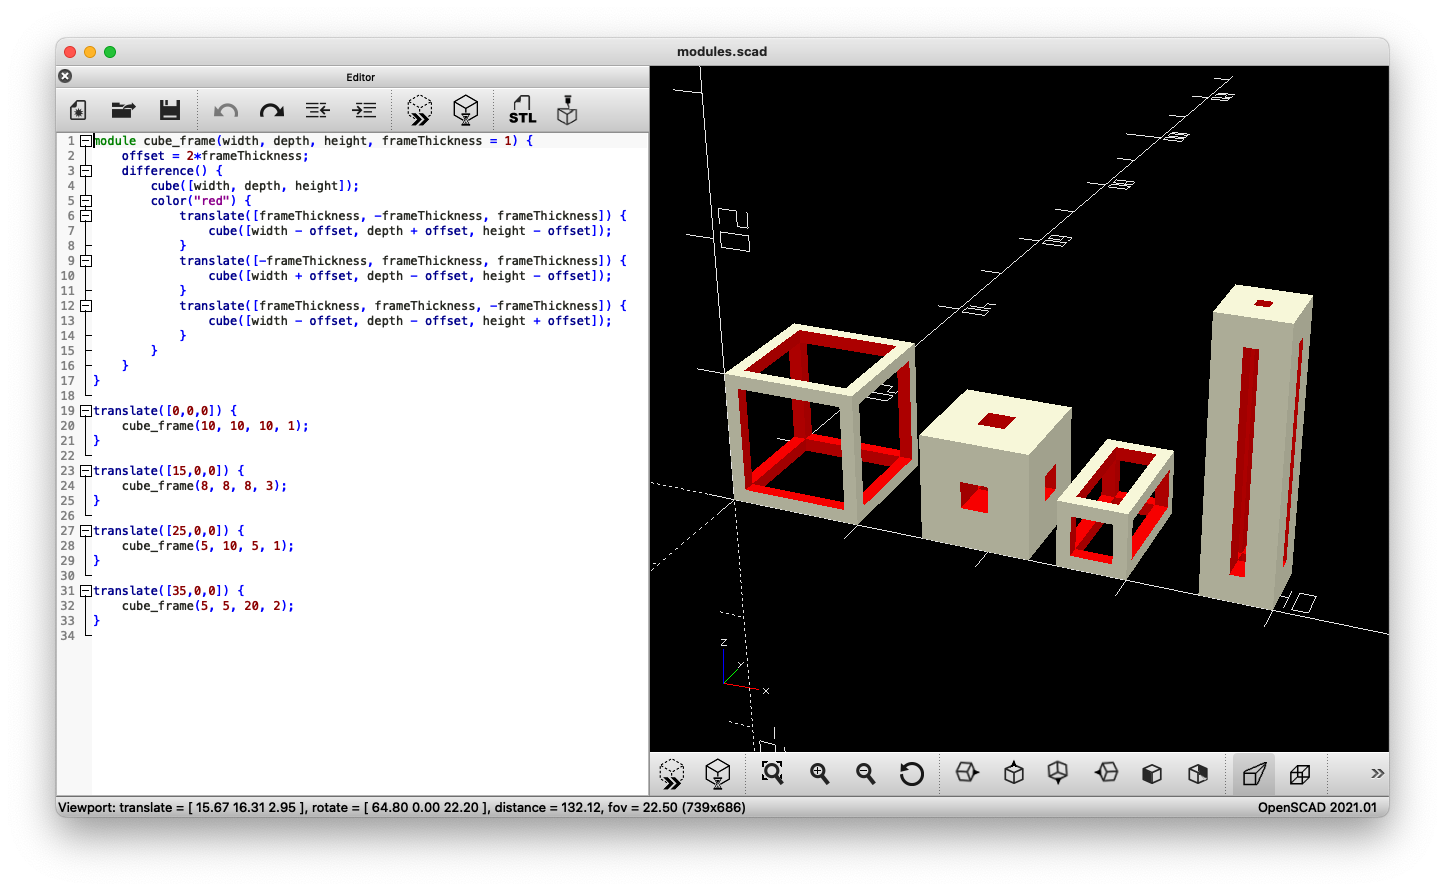 modules.scad
Editor
STL
1 module cube_frame(width, depth, height, frameThickness = 1) {
2     offset = 2*frameThickness;
3     difference() {
4         cube([width, depth, height]);
5         color("red") {
6             translate([frameThickness, -frameThickness, frameThickness]) {
7                 cube([width - offset, depth + offset, height - offset]);
8             }
9             translate([-frameThickness, frameThickness, frameThickness]) {
10                 cube([width + offset, depth - offset, height - offset]);
11             }
12             translate([frameThickness, frameThickness, -frameThickness]) {
13                 cube([width - offset, depth - offset, height + offset]);
14             }
15         }
16     }
17 }
18
19 translate([0,0,0]) {
20     cube_frame(10, 10, 10, 1);
21 }
22
23 translate([15,0,0]) {
24     cube_frame(8, 8, 8, 3);
25 }
26
27 translate([25,0,0]) {
28     cube_frame(5, 10, 5, 1);
29 }
30
31 translate([35,0,0]) {
32     cube_frame(5, 5, 20, 2);
33 }
34
z
y
x
Viewport: translate = [ 15.67 16.31 2.95 ], rotate = [ 64.80 0.00 22.20 ], distance = 132.12, fov = 22.50 (739x686)
OpenSCAD 2021.01